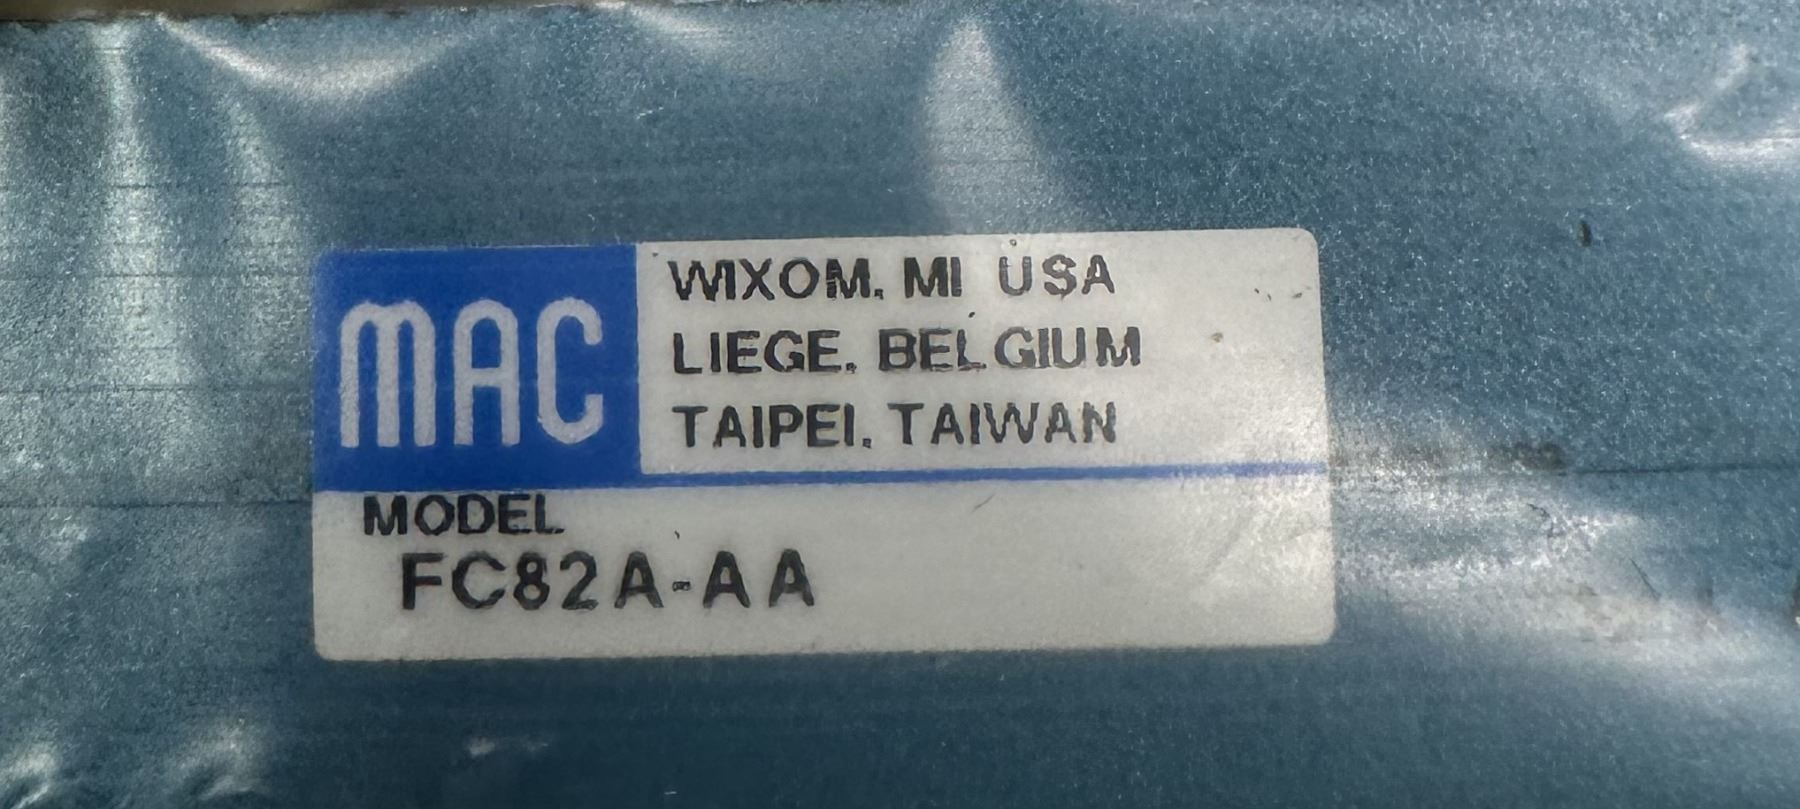 MAC
WIXOM, MI USA
LIEGE, BELGIUM
TAIPEI, TAIWAN
MODEL
FC82A-AA